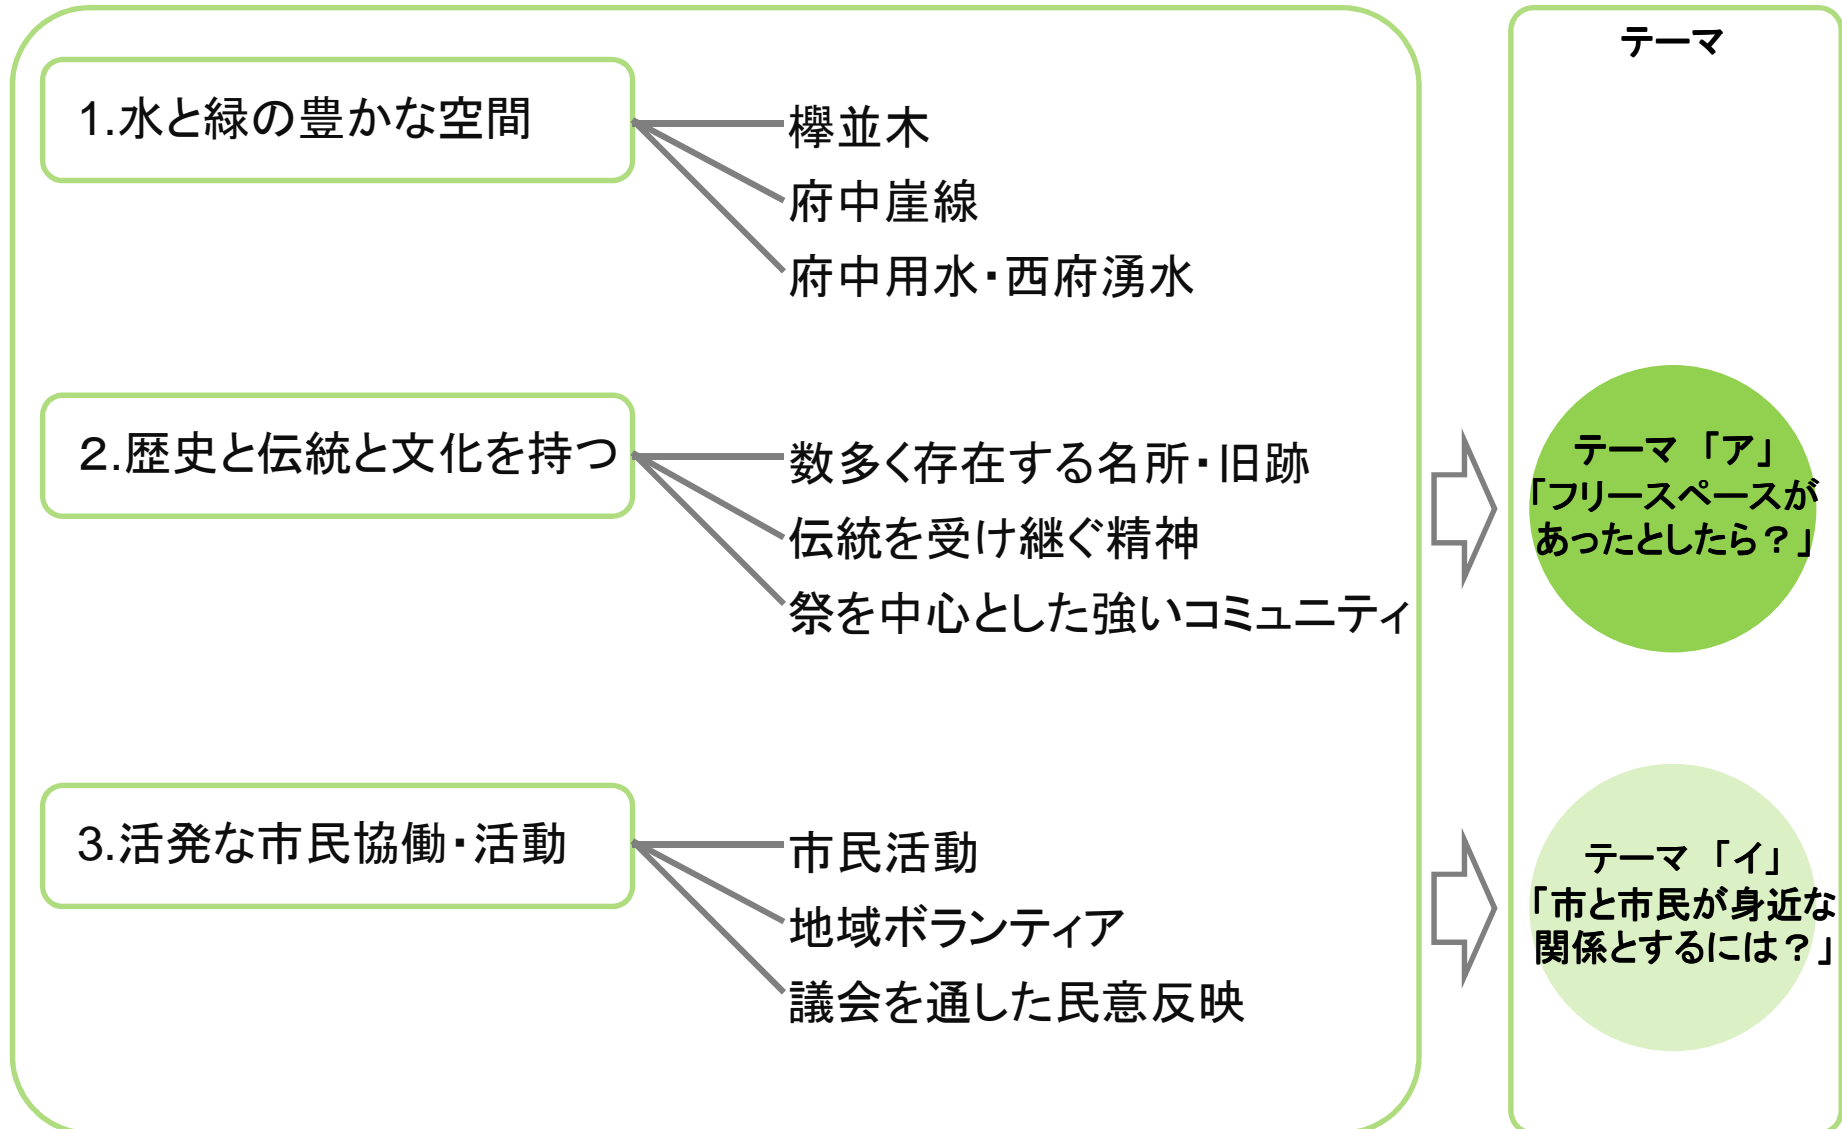 1.水と緑の豊かな空間
欅並木
府中崖線
府中用水・西府湧水
2.歴史と伝統と文化を持つ
数多く存在する名所・旧跡
伝統を受け継ぐ精神
祭を中心とした強いコミュニティ
3.活発な市民協働・活動
市民活動
地域ボランティア
議会を通した民意反映
テーマ
テーマ 「ア」
「フリースペースが
あったとしたら？」
テーマ 「イ」
「市と市民が身近な
関係とするには？」